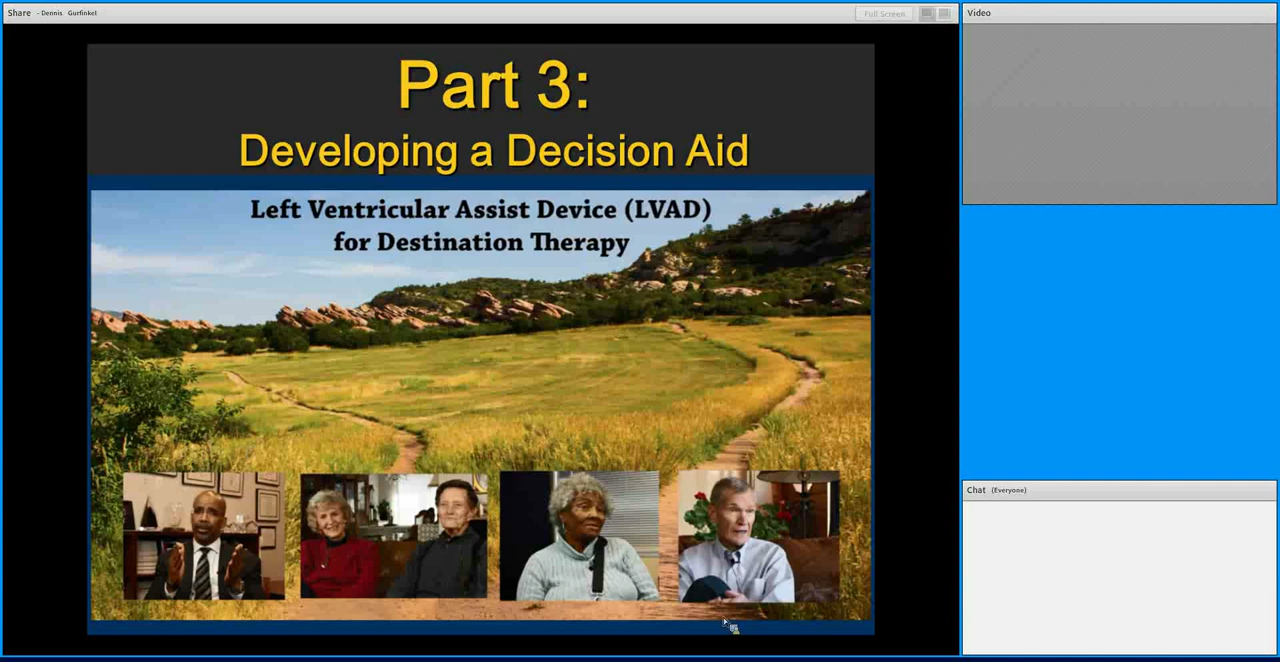 Share - Dennis Gurfinkel
Full Screen
Video
Part 3:
Developing a Decision Aid
Left Ventricular Assist Device (LVAD)
for Destination Therapy
Chat (Everyone)